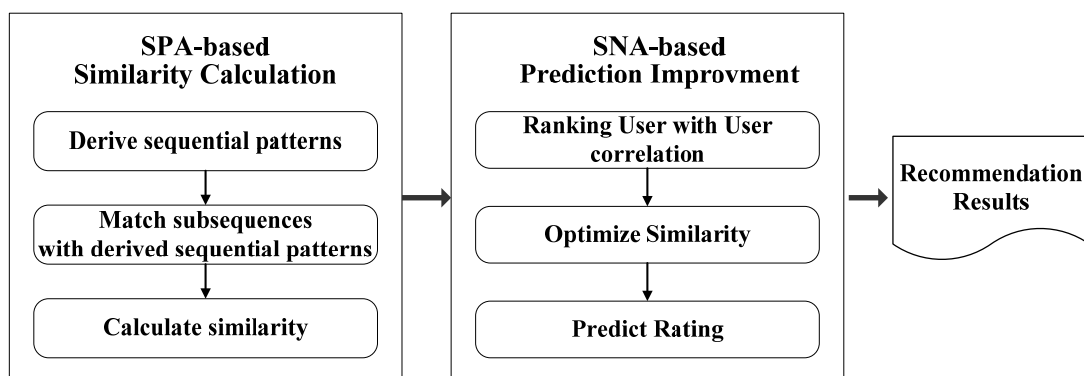 SPA-based
Similarity Calculation
Derive sequential patterns
Match subsequences
with derived sequential patterns
Calculate similarity
SNA-based
Prediction Improvment
Ranking User with User
correlation
Optimize Similarity
Predict Rating
Recommendation
Results